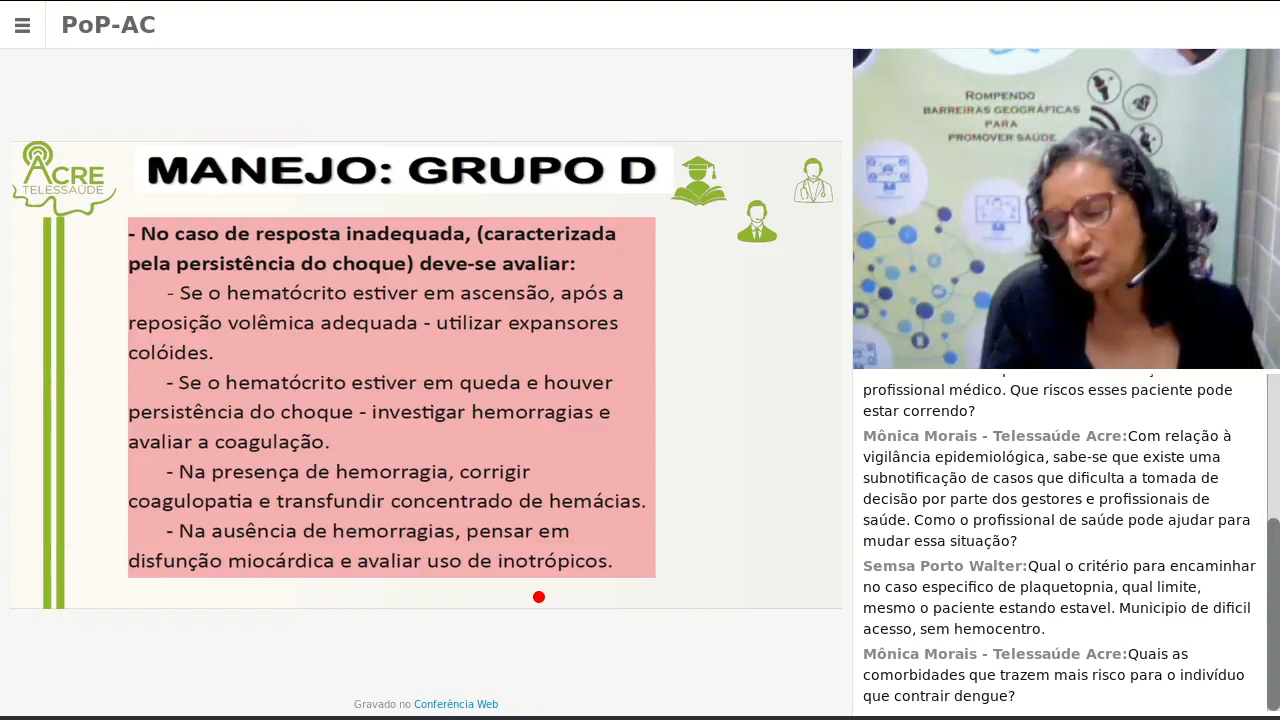 PoP-AC
ACRE
TELESSAÚDE
MANEJO: GRUPO D
- No caso de resposta inadequada, (caracterizada
pela persistência do choque) deve-se avaliar:
- Se o hematócrito estiver em ascensão, após a
reposição volêmica adequada - utilizar expansores
colóides.
- Se o hematócrito estiver em queda e houver
persistência do choque - investigar hemorragias e
avaliar a coagulação.
- Na presença de hemorragia, corrigir
coagulopatia e transfundir concentrado de hemácias.
- Na ausência de hemorragias, pensar em
disfunção miocárdica e avaliar uso de inotrópicos.
Gravado no Conferência Web
ROMPENDO
BARREIRAS GEOGRÁFICAS
PARA
PROMOVER SAÚDE
profissional médico. Que riscos esses paciente pode
estar correndo?
Mônica Morais - Telessaúde Acre:Com relação à
vigilância epidemiológica, sabe-se que existe uma
subnotificação de casos que dificulta a tomada de
decisão por parte dos gestores e profissionais de
saúde. Como o profissional de saúde pode ajudar para
mudar essa situação?
Semsa Porto Walter:Qual o critério para encaminhar
no caso especifico de plaquetopnia, qual limite,
mesmo o paciente estando estavel. Municipio de dificil
acesso, sem hemocentro.
Mônica Morais - Telessaúde Acre:Quais as
comorbidades que trazem mais risco para o indivíduo
que contrair dengue?